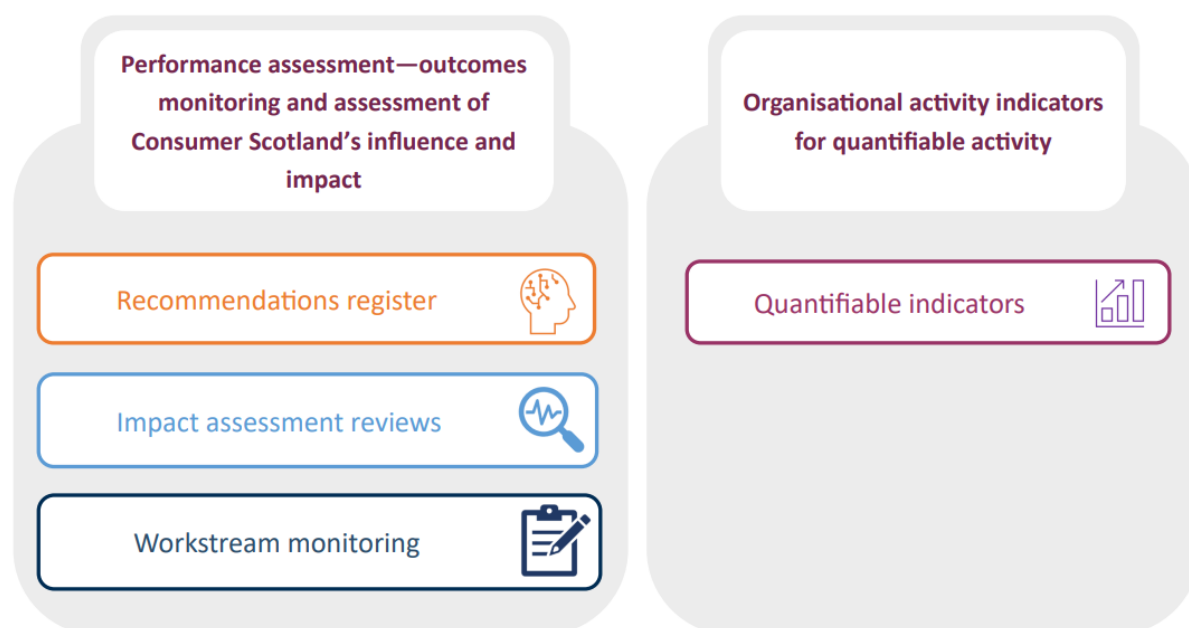 Performance assessment—outcomes
monitoring and assessment of
Consumer Scotland’s influence and
impact
Recommendations register
Impact assessment reviews
Workstream monitoring
Organisational activity indicators
for quantifiable activity
Quantifiable indicators